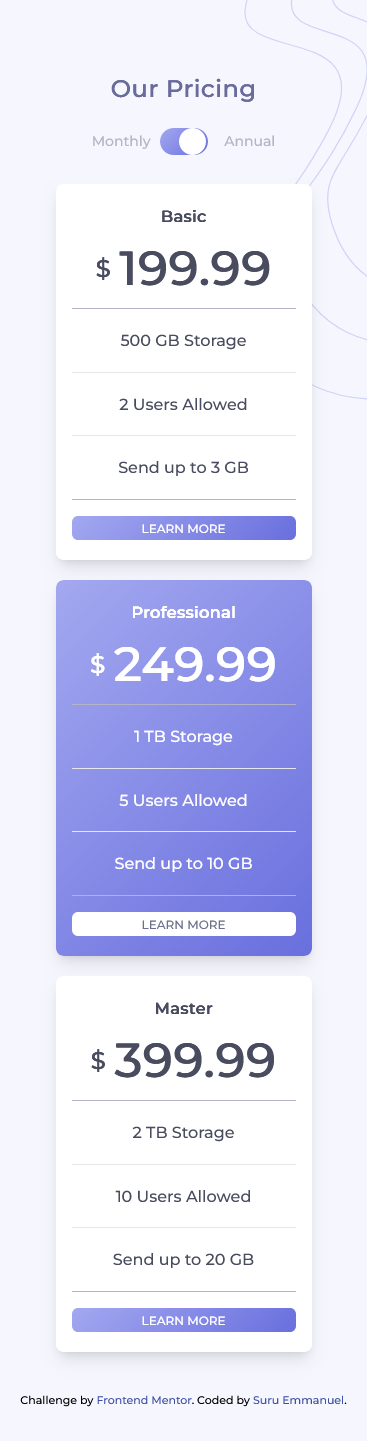 Our Pricing
Monthly Annual
Basic
$ 199.99
500 GB Storage
2 Users Allowed
Send up to 3 GB
LEARN MORE
Professional
$ 249.99
1 TB Storage
5 Users Allowed
Send up to 10 GB
LEARN MORE
Master
$ 399.99
2 TB Storage
10 Users Allowed
Send up to 20 GB
LEARN MORE
Challenge by Frontend Mentor. Coded by Suru Emmanuel.